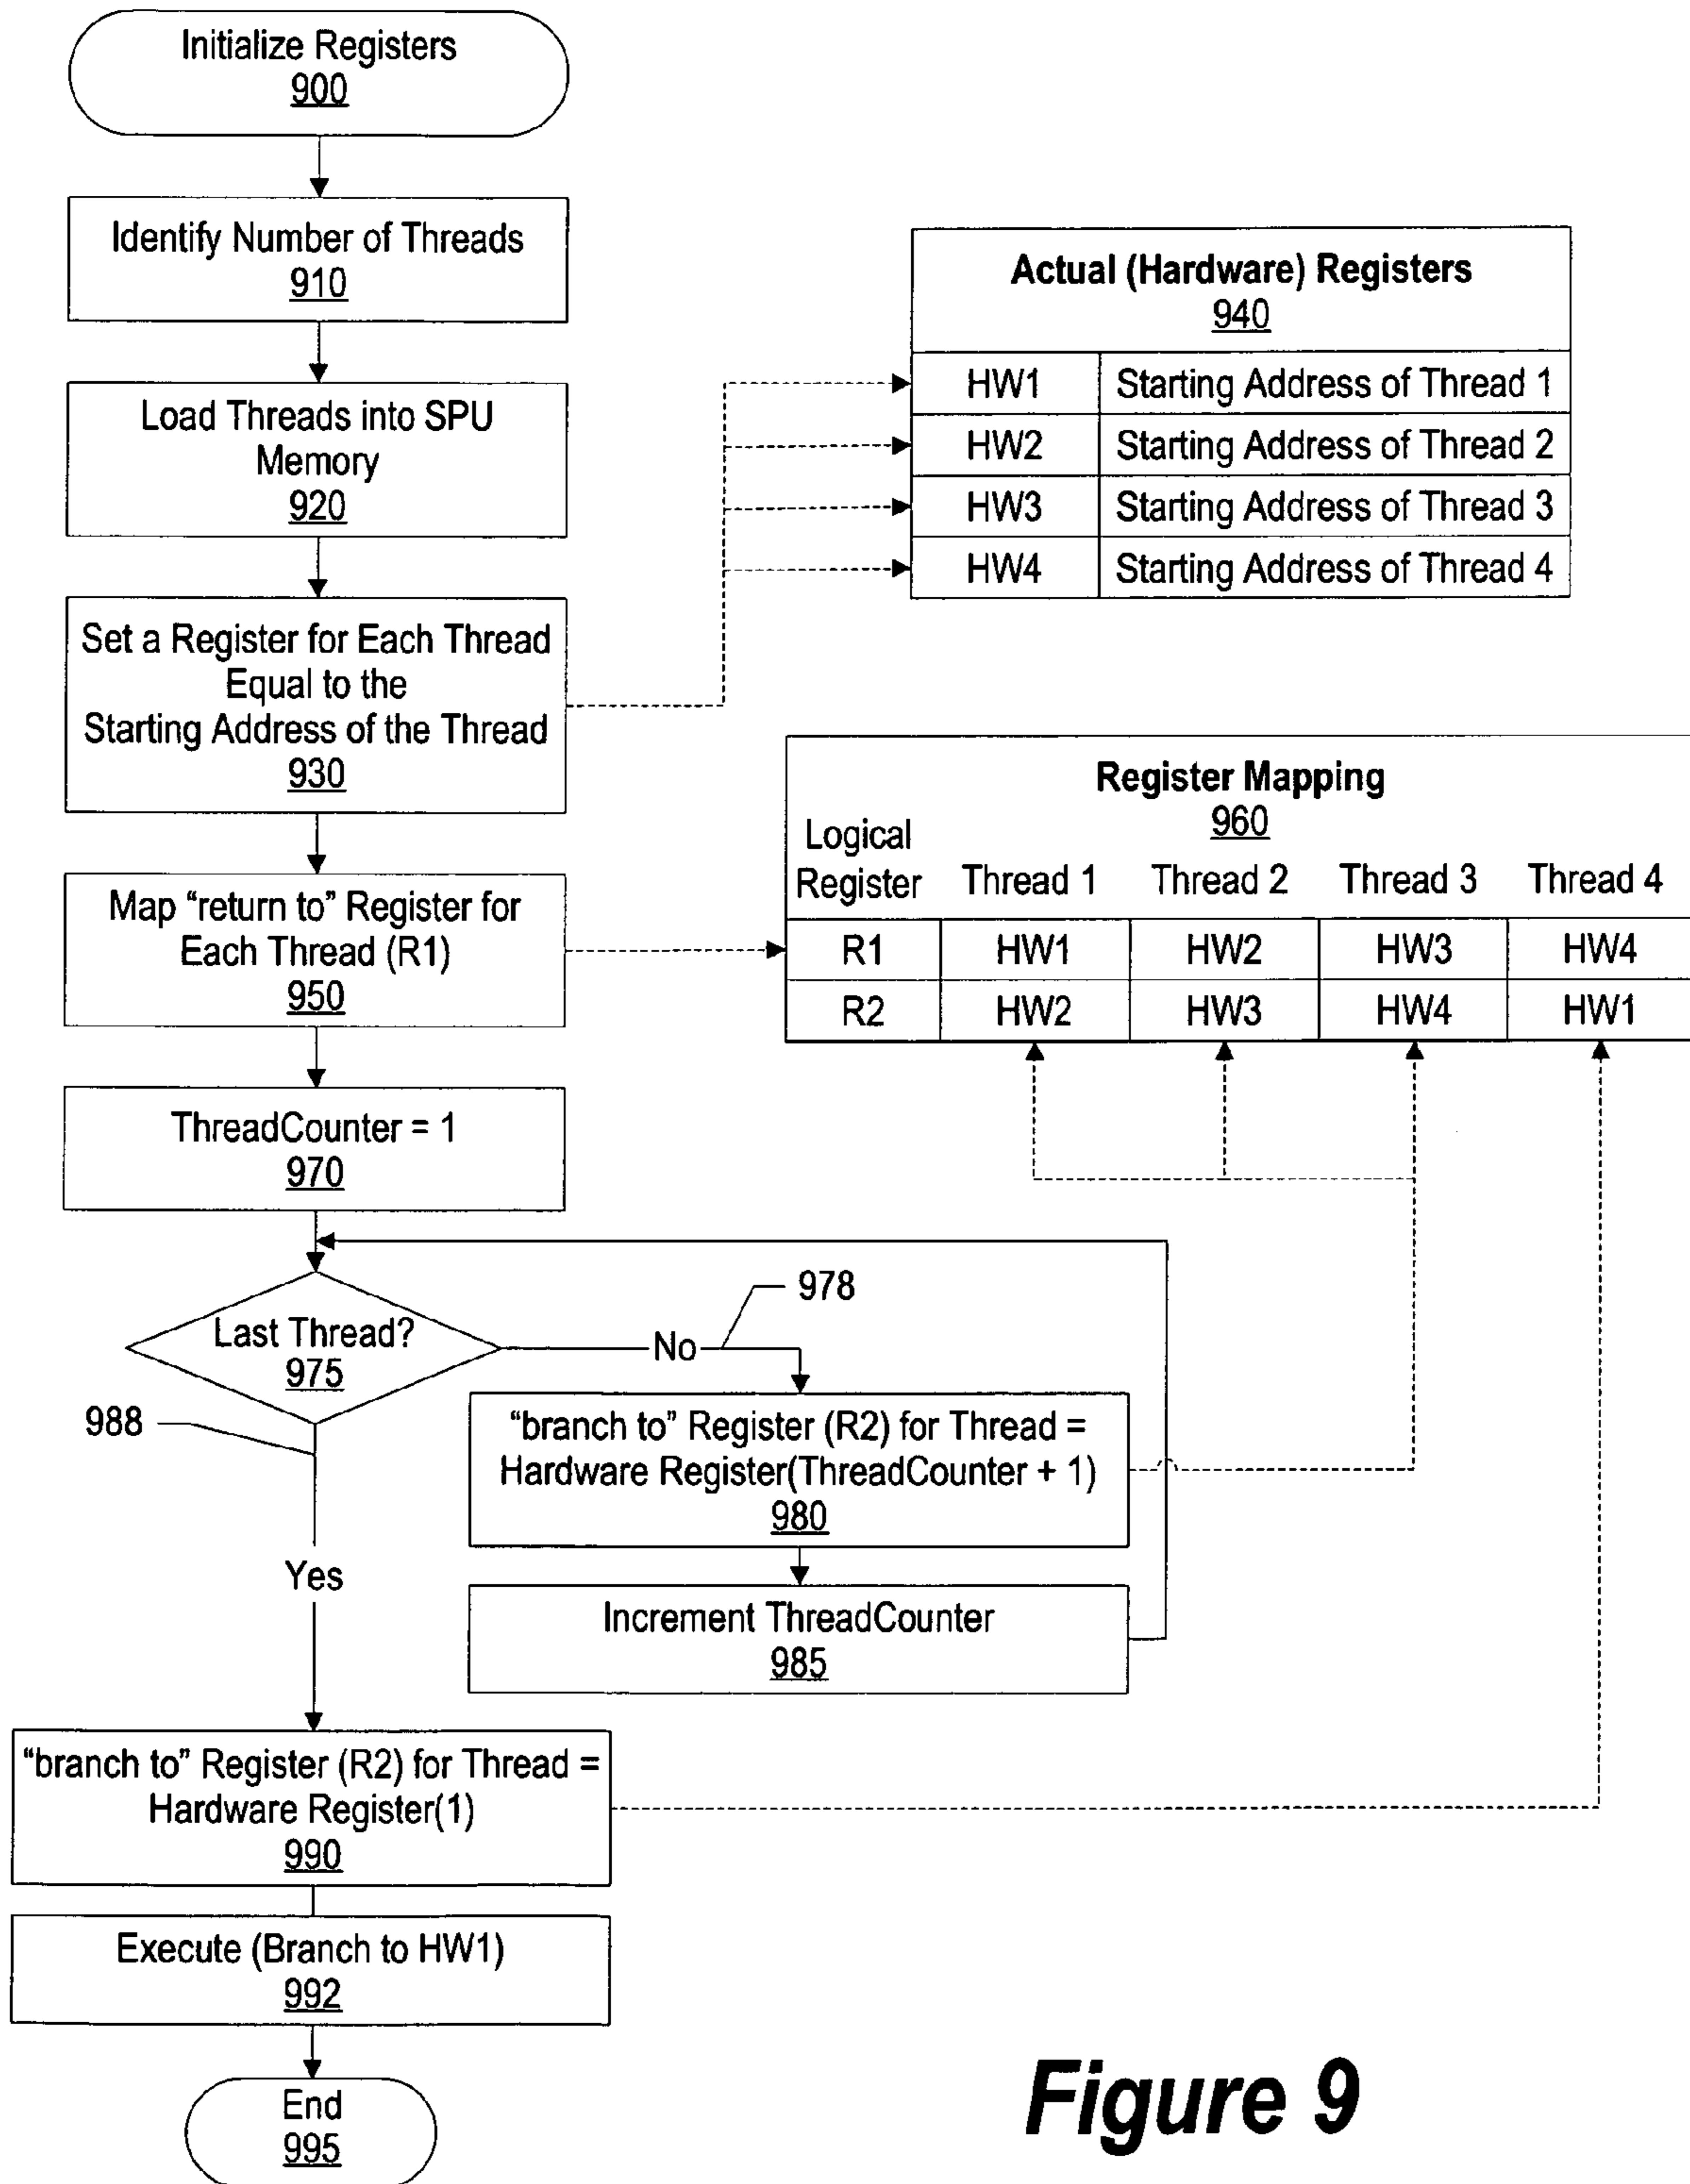 Initialize Registers
900
Identify Number of Threads
910
Load Threads into SPU
Memory
920
Set a Register for Each Thread
Equal to the
Starting Address of the Thread
930
Actual (Hardware) Registers
940
HW1 Starting Address of Thread 1
HW2 Starting Address of Thread 2
HW3 Starting Address of Thread 3
HW4 Starting Address of Thread 4
Map “return to” Register for
Each Thread (R1)
950
Register Mapping
960
Logical
Register Thread 1 Thread 2 Thread 3 Thread 4
R1 HW1 HW2 HW3 HW4
R2 HW2 HW3 HW4 HW1
ThreadCounter = 1
970
Last Thread?
975
No
978
988
Yes
“branch to” Register (R2) for Thread =
Hardware Register(ThreadCounter + 1)
980
Increment ThreadCounter
985
“branch to” Register (R2) for Thread =
Hardware Register(1)
990
Execute (Branch to HW1)
992
End
995
Figure 9